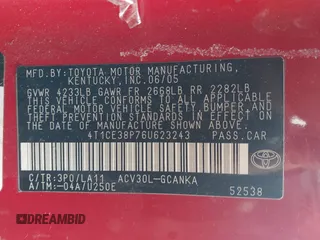 MFD BY:TOYOTA MOTOR MANUFACTURING,
KENTUCKY,INC.06/05
GVWR 4233LB GAWR FR 2668LB RR 2282LB
THIS VEHICLE CONFORMS TO ALL APPLICABLE
FEDERAL MOTOR VEHICLE SAFETY, BUMPER, AND
THEFT PREVENTION STANDARDS IN EFFECT ON
THE DATE OF MANUFACTURE SHOWN ABOVE.
4T1CE38P76U623243 PASS.CAR
C/TR:3P0/LA11 ACV30L-GCANKA
A/TM:-04A/U250E
52538
DREAMBID